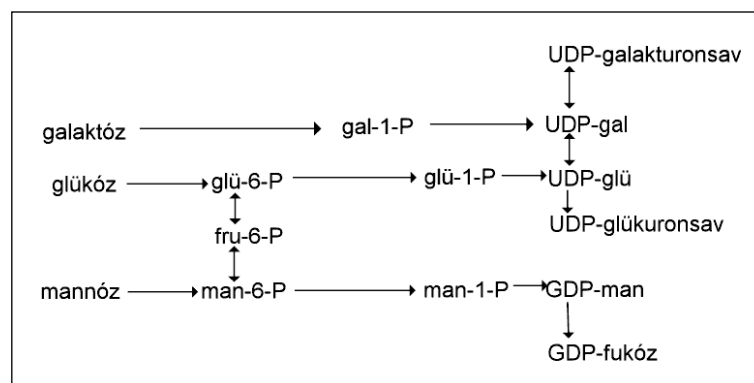 UDP-galakturonsav
galaktóz gal-1-P UDP-gal
glükóz glü-6-P glü-1-P UDP-glü
UDP-glükuronsav
fru-6-P
mannóz man-6-P man-1-P GDP-man
GDP-fukóz